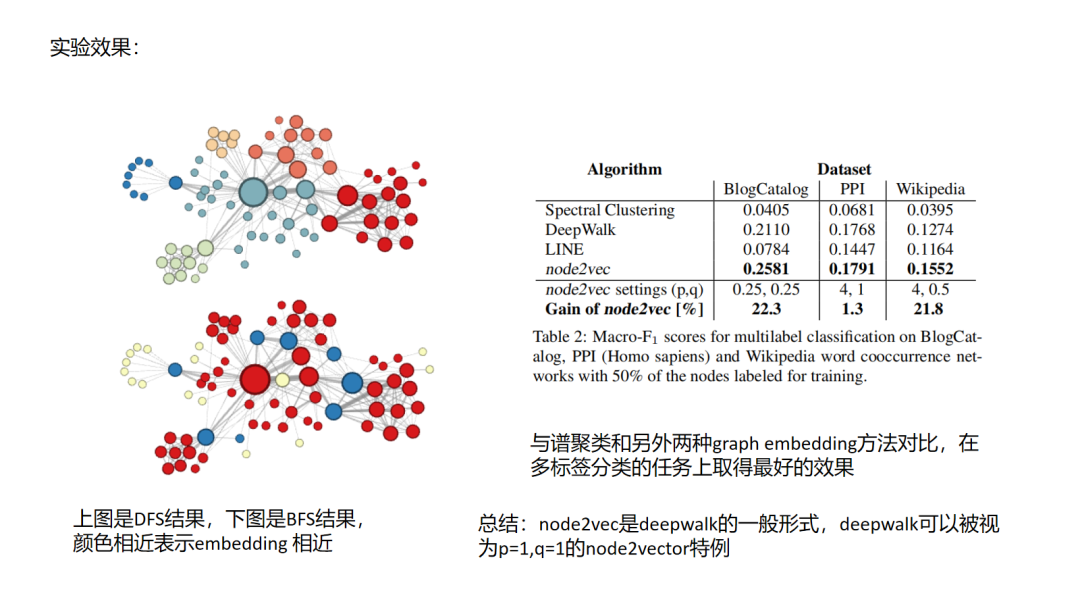 实验效果：
Algorithm Dataset
BlogCatalog PPI Wikipedia
Spectral Clustering 0.0405 0.0681 0.0395
DeepWalk 0.2110 0.1768 0.1274
LINE 0.0784 0.1447 0.1164
node2vec 0.2581 0.1791 0.1552
node2vec settings (p,q) 0.25, 0.25 4, 1 4, 0.5
Gain of node2vec [%] 22.3 1.3 21.8
Table 2: Macro-F₁ scores for multilabel classification on BlogCat-
alog, PPI (Homo sapiens) and Wikipedia word cooccurrence net-
works with 50% of the nodes labeled for training.
与谱聚类和另外两种graph embedding方法对比，在
多标签分类的任务上取得最好的效果
上图是DFS结果，下图是BFS结果，
颜色相近表示embedding 相近
总结：node2vec是deepwalk的一般形式，deepwalk可以被视
为p=1,q=1的node2vector特例